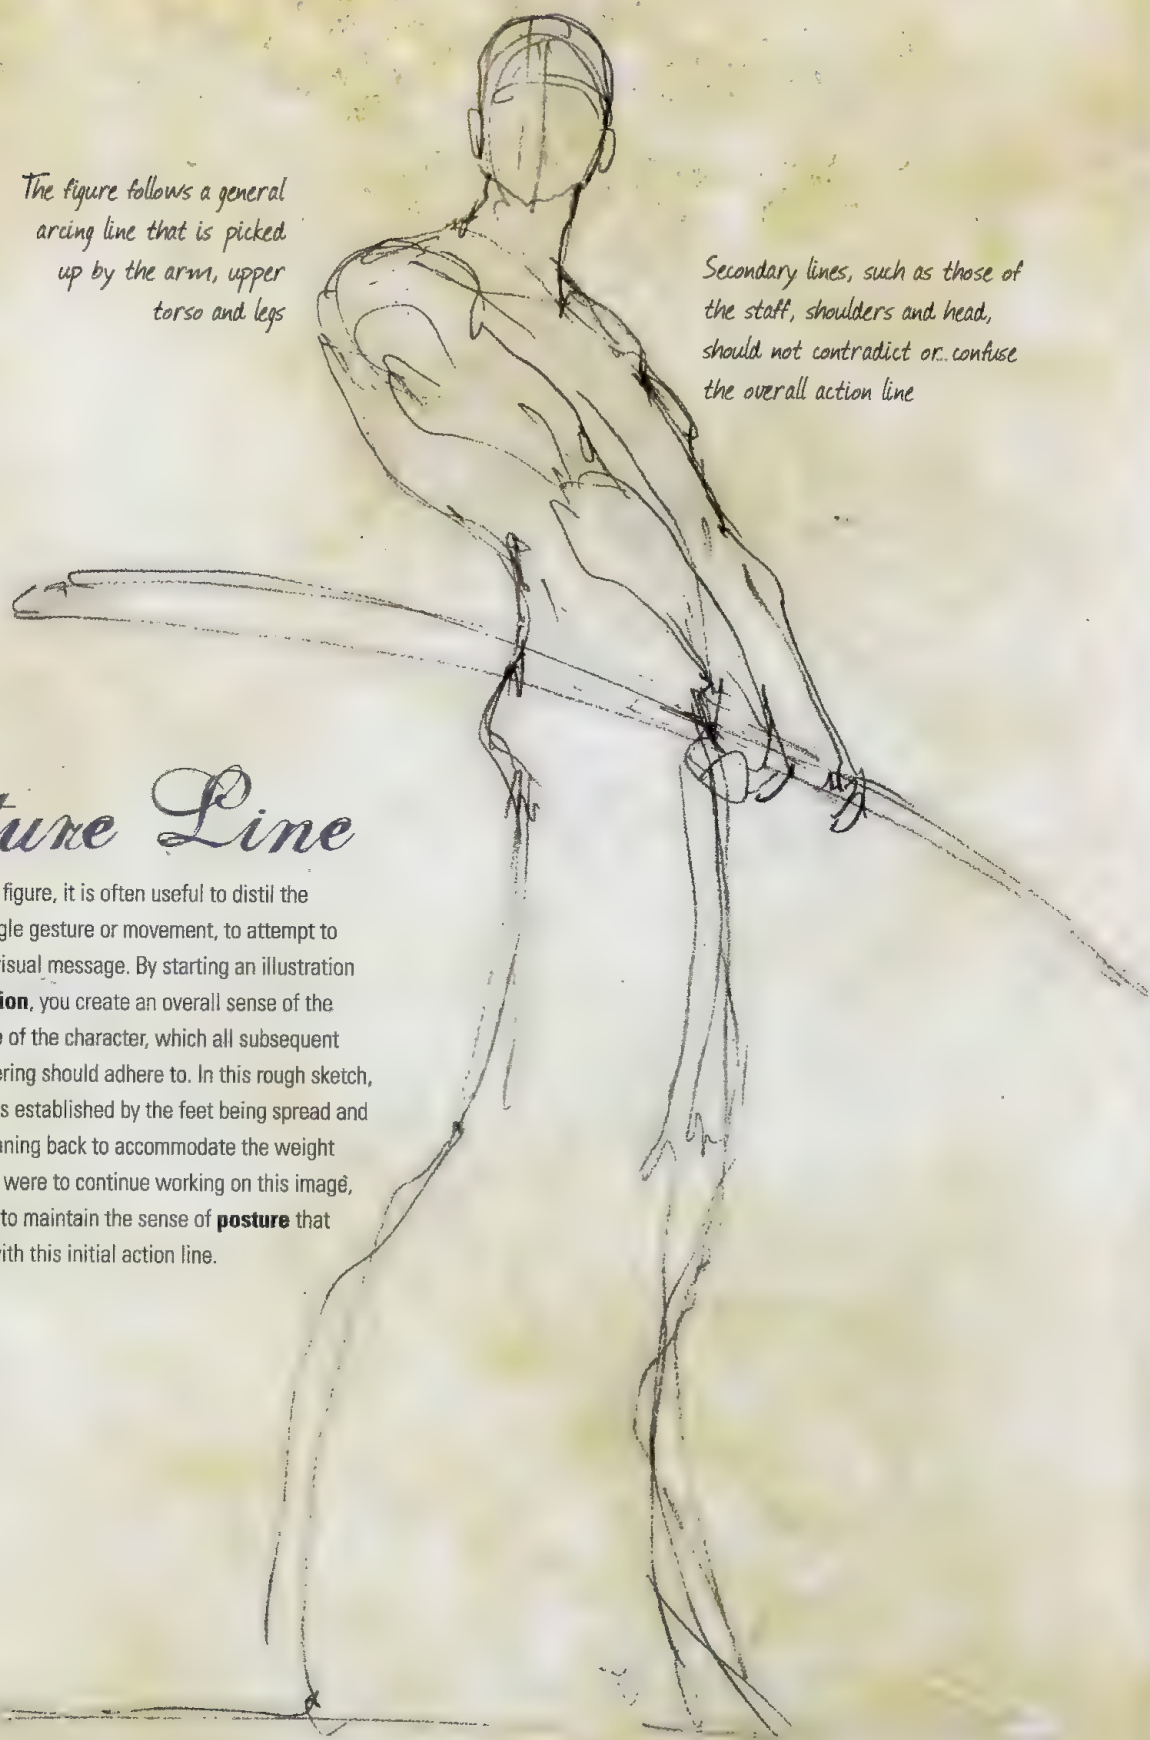 The figure follows a general
arcing line that is picked
up by the arm, upper
torso and legs
Secondary lines, such as those of
the staff, shoulders and head,
should not contradict or...confuse
the overall action line
ture Line
figure, it is often useful to distil the
gle gesture or movement, to attempt to
isual message. By starting an illustration
ion, you create an overall sense of the
of the character, which all subsequent
ring should adhere to. In this rough sketch,
s established by the feet being spread and
ning back to accommodate the weight
were to continue working on this image,
to maintain the sense of posture that
ith this initial action line.